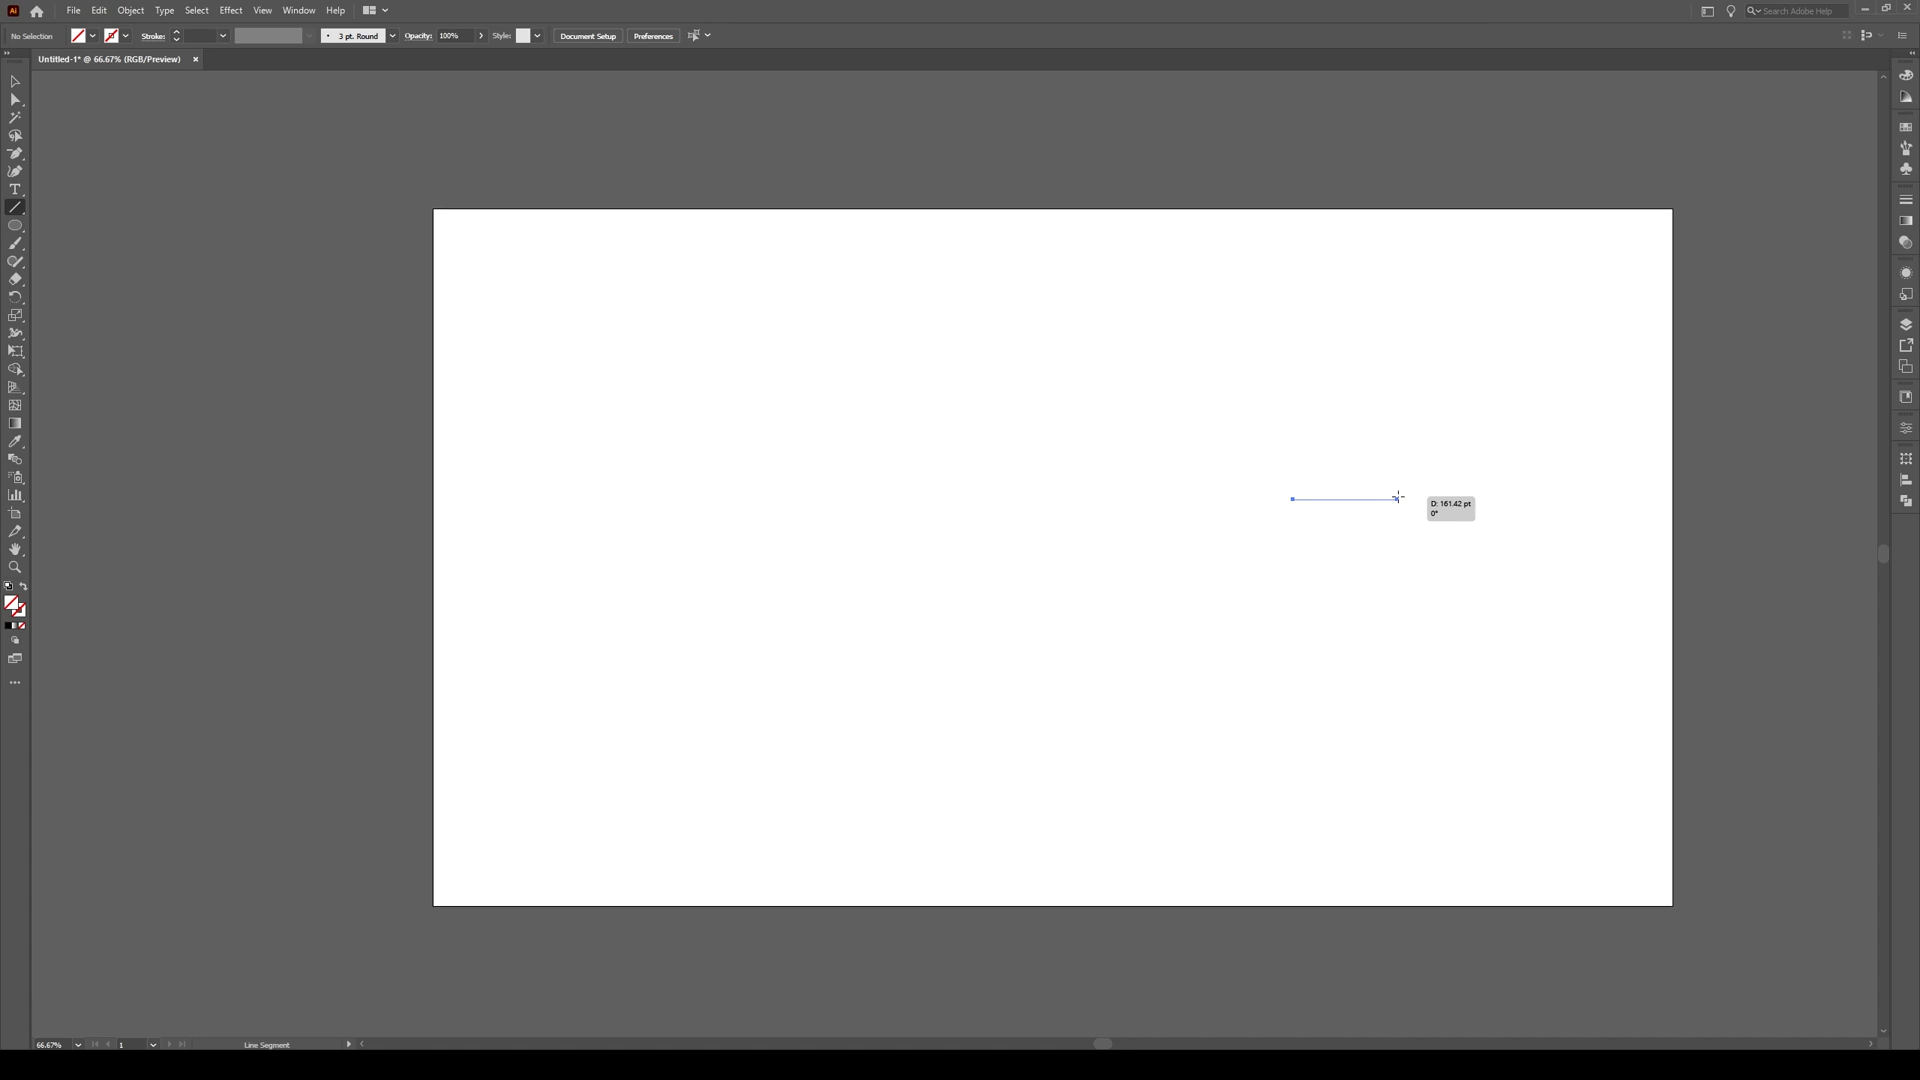 Ai
File Edit Object Type Select Effect View Window Help
Search Adobe Help
No Selection
Stroke:
3 pt. Round
Opacity: 100%
Style:
Document Setup
Preferences
Untitled-1* @ 66.67% (RGB/Preview)
T
D: 161.42 pt
0°
66.67%
1
Line Segment